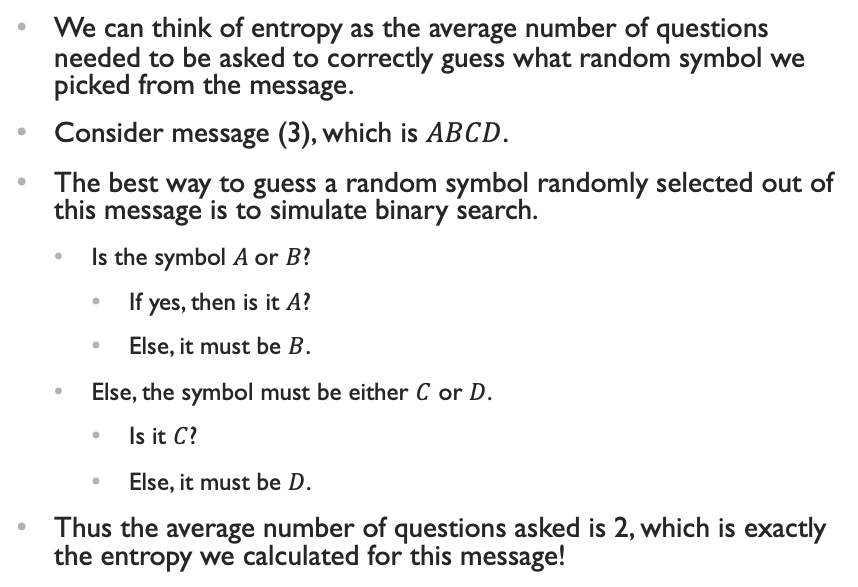 • We can think of entropy as the average number of questions
needed to be asked to correctly guess what random symbol we
picked from the message.
• Consider message (3), which is ABCD.
• The best way to guess a random symbol randomly selected out of
this message is to simulate binary search.
• Is the symbol A or B?
• If yes, then is it A?
• Else, it must be B.
• Else, the symbol must be either C or D.
• Is it C?
• Else, it must be D.
• Thus the average number of questions asked is 2, which is exactly
the entropy we calculated for this message!